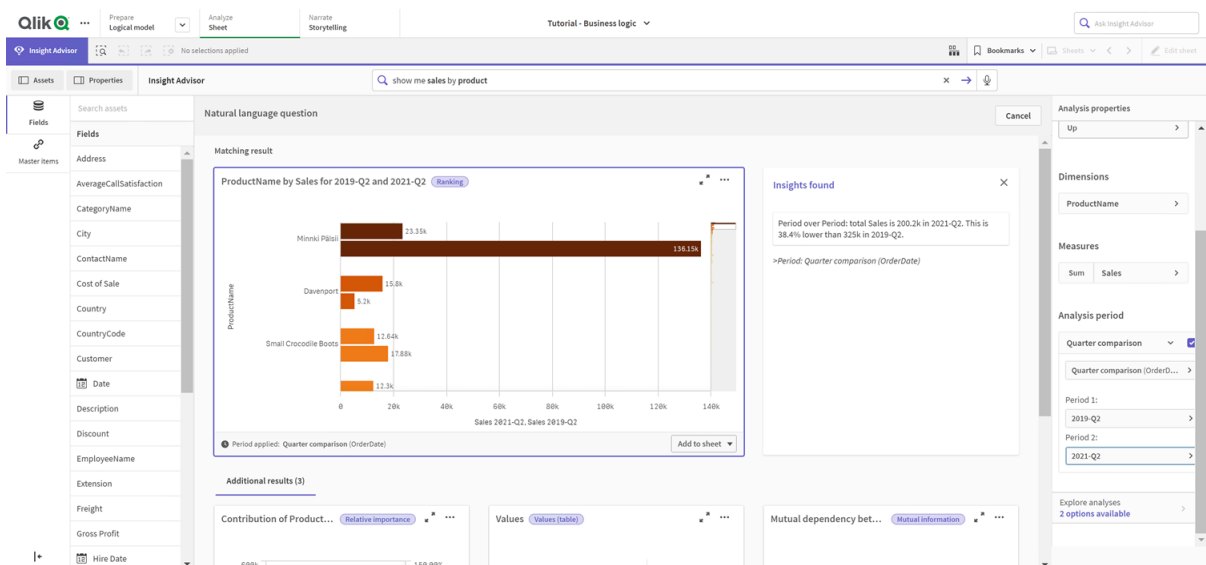 Qlik
Prepare
Logical model
Analyze
Sheet
Narrate
Storytelling
Tutorial - Business logic
Ask Insight Advisor
Insight Advisor
No selections applied
Bookmarks
Sheets
Edit sheet
Assets
Properties
Insight Advisor
show me sales by product
Fields
Master items
Search assets
Fields
Address
AverageCallSatisfaction
CategoryName
City
ContactName
Cost of Sale
Country
CountryCode
Customer
Date
Description
Discount
EmployeeName
Extension
Freight
Gross Profit
Hire Date
Natural language question
Cancel
Matching result
ProductName by Sales for 2019-Q2 and 2021-Q2 Ranking
ProductName
Minnki Pälsii
23.35k
136.15k
Davenport
15.8k
5.2k
Small Crocodile Boots
12.64k
17.88k
12.3k
0 20k 40k 60k 80k 100k 120k 140k
Sales 2021-Q2, Sales 2019-Q2
Period applied: Quarter comparison (OrderDate)
Add to sheet
Insights found
Period over Period: total Sales is 200.2k in 2021-Q2. This is
38.4% lower than 325k in 2019-Q2.
>Period: Quarter comparison (OrderDate)
Additional results (3)
Contribution of Product... Relative importance
Values Values (table)
Mutual dependency bet... Mutual information
Analysis properties
Up
Dimensions
ProductName
Measures
Sum Sales
Analysis period
Quarter comparison
Quarter comparison (OrderD...
Period 1:
2019-Q2
Period 2:
2021-Q2
Explore analyses
2 options available